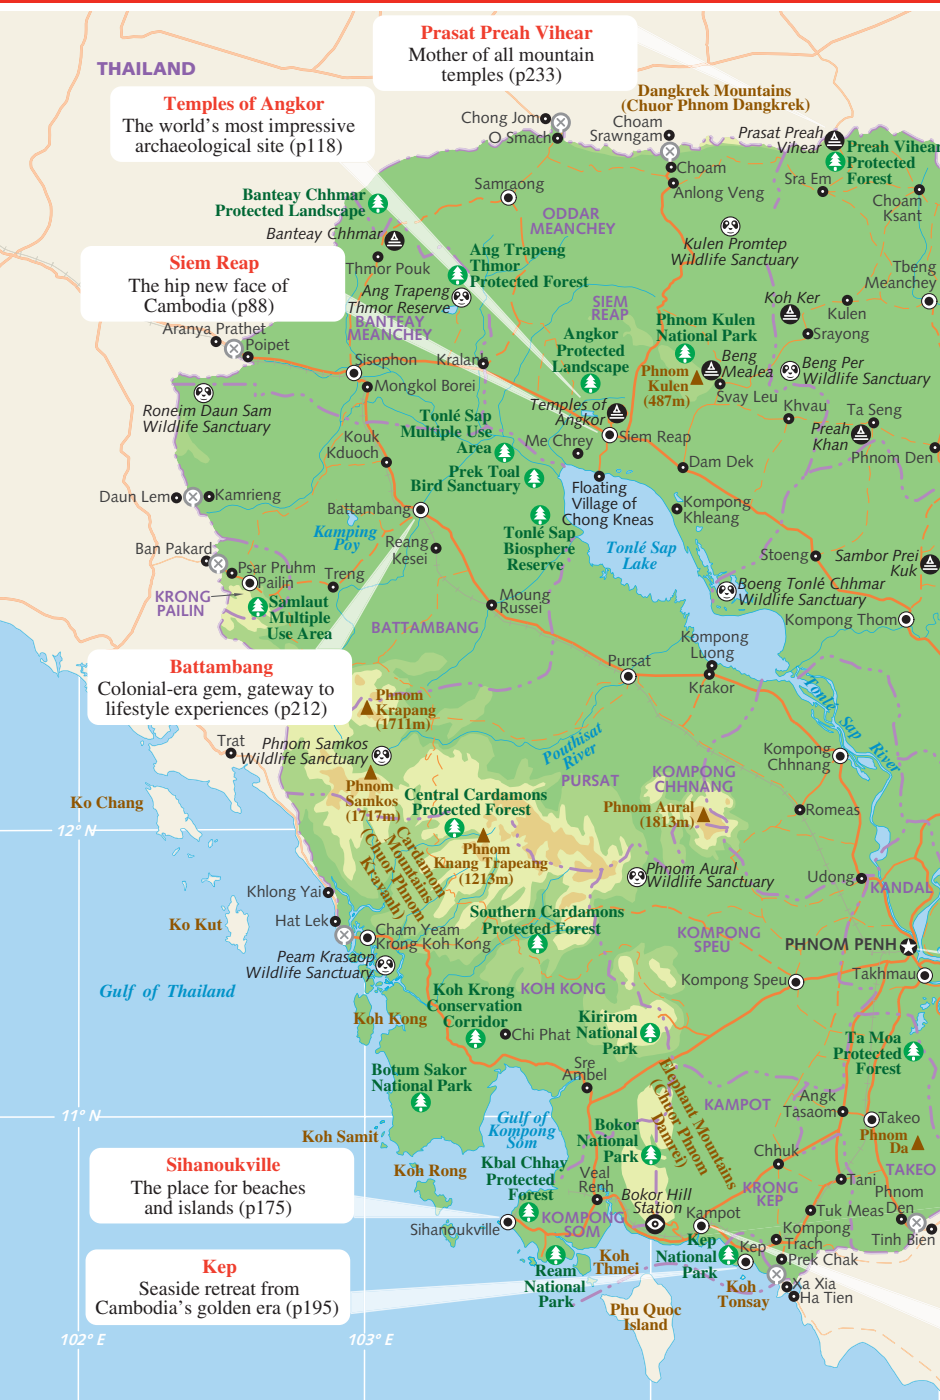 Prasat Preah Vihear
Mother of all mountain
temples (p233)
THAILAND
Temples of Angkor
The world's most impressive
archaeological site (p118)
Dangkrek Mountains
(Chuor Phnom Dangkrek)
Chong Jom
O Smach
Choam
Srawngam
Prasat Preah
Vihear
Preah Vihear
Protected
Forest
Choam
Anlong Veng
Sra Em
Choam
Ksant
Samraong
Banteay Chhmar
Protected Landscape
Banteay Chhmar
ODDAR
MEANCHEY
Kulen Promtep
Wildlife Sanctuary
Thmor Pouk
Ang Trapeng
Thmor
Protected Forest
Tbeng
Meanchey
Siem Reap
The hip new face of
Cambodia (p88)
Ang Trapeng
Thmor Reserve
BANTEAY
MEANCHEY
SIEM
REAP
Koh Ker
Kulen
Aranya Prathet
Poipet
Angkor
Protected
Landscape
Phnom Kulen
National Park
Srayong
Sisophon
Kralanh
Phnom
Kulen
(487m)
Beng
Mealea
Beng Per
Wildlife Sanctuary
Mongkol Borei
Svay Leu
Roneim Daun Sam
Wildlife Sanctuary
Tonlé Sap
Multiple Use
Area
Temples of
Angkor
Khvau
Ta Seng
Preah
Khan
Kouk
Kduoch
Me Chrey
Siem Reap
Phnom Den
Prek Toal
Bird Sanctuary
Dam Dek
Daun Lem
Kamrieng
Floating
Village of
Chong Kneas
Kompong
Khleang
Battambang
Kamping
Poy
Reang
Kesei
Tonlé Sap
Biosphere
Reserve
Tonlé Sap
Lake
Ban Pakard
Psar Pruhm
Pailin
Treng
Stoeng
Sambor Prei
Kuk
KRONG
PAILIN
Samlaut
Multiple
Use Area
Moung
Russei
Boeng Tonlé Chhmar
Wildlife Sanctuary
BATTAMBANG
Kompong Thom
Kompong
Luong
Battambang
Colonial-era gem, gateway to
lifestyle experiences (p212)
Pursat
Krakor
Phnom
Krapang
(1711m)
Tonlé Sap River
Trat
Phnom Samkos
Wildlife Sanctuary
Pouthisat
River
Kompong
Chhnang
Phnom
Samkos
(1717m)
PURSAT
KOMPONG
CHHNANG
Ko Chang
Central Cardamons
Protected Forest
Phnom Aural
(1813m)
Romeas
12° N
Cardamom
Mountains
(Chuor Phnom
Kravanh)
Phnom
Knang Trapeang
(1213m)
Phnom Aural
Wildlife Sanctuary
Udong
KANDAL
Khlong Yai
Ko Kut
Hat Lek
Southern Cardamons
Protected Forest
Cham Yeam
Krong Koh Kong
KOMPONG
SPEU
PHNOM PENH
Peam Krasaop
Wildlife Sanctuary
Kompong Speu
Takhmau
Gulf of Thailand
Koh Krong
Conservation
Corridor
KOH KONG
Koh Kong
Chi Phat
Kirirom
National
Park
Ta Moa
Protected
Forest
Botum Sakor
National Park
Sre
Ambel
Elephant Mountains
(Chuor Phnom
Damrei)
Angk
Tasaom
KAMPOT
11° N
Takeo
Koh Samit
Gulf of
Kompong
Som
Bokor
National
Park
Phnom
Da
Koh Rong
Chhuk
Sihanoukville
The place for beaches
and islands (p175)
Kbal Chhay
Protected
Forest
Veal
Renh
Bokor Hill
Station
KRONG
KEP
Tani
TAKEO
Phnom
Den
Sihanoukville
KOMPONG
SOM
Kampot
Tuk Meas
Kompong
Trach
Tinh Bien
Kep
Seaside retreat from
Cambodia's golden era (p195)
Ream
National
Park
Koh
Thmei
Kep
National
Park
Kep
Prek Chak
Koh
Tonsay
Xa Xia
Ha Tien
Phu Quoc
Island
102° E
103° E